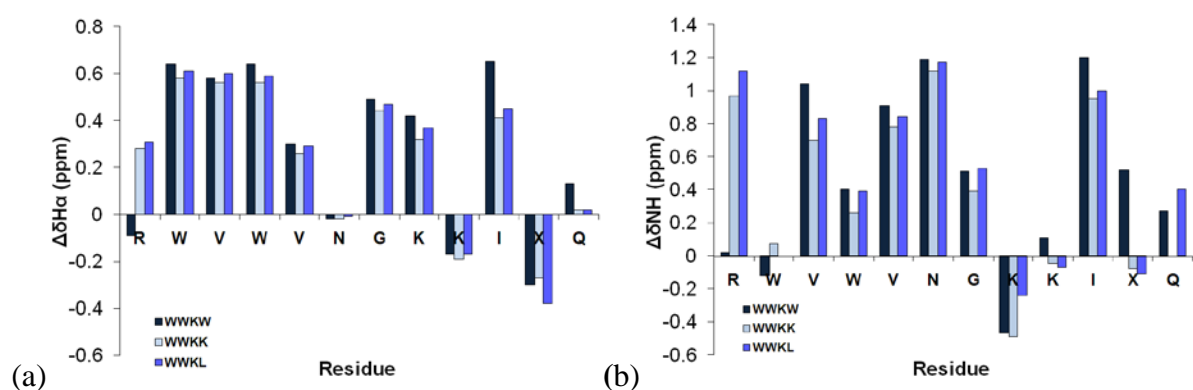 0.8
0.6
0.4
0.2
0
-0.2
-0.4
-0.6
ΔδHα (ppm)
R W V W V N G K K I X Q
WWKW
WWKK
WWKL
Residue
(a)
1.4
1.2
1
0.8
0.6
0.4
0.2
0
-0.2
-0.4
-0.6
ΔδNH (ppm)
R W V W V N G K K I X Q
WWKW
WWKK
WWKL
Residue
(b)